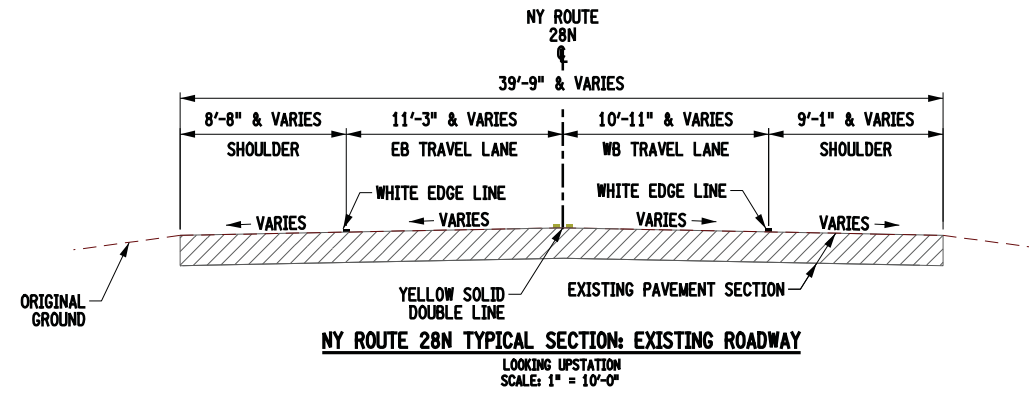 NY ROUTE
28N
℄
39'-9" & VARIES
8'-8" & VARIES
11'-3" & VARIES
10'-11" & VARIES
9'-1" & VARIES
SHOULDER
EB TRAVEL LANE
WB TRAVEL LANE
SHOULDER
WHITE EDGE LINE
WHITE EDGE LINE
VARIES
VARIES
VARIES
VARIES
ORIGINAL
GROUND
YELLOW SOLID
DOUBLE LINE
EXISTING PAVEMENT SECTION
NY ROUTE 28N TYPICAL SECTION: EXISTING ROADWAY
LOOKING UPSTATION
SCALE: 1" = 10'-0"